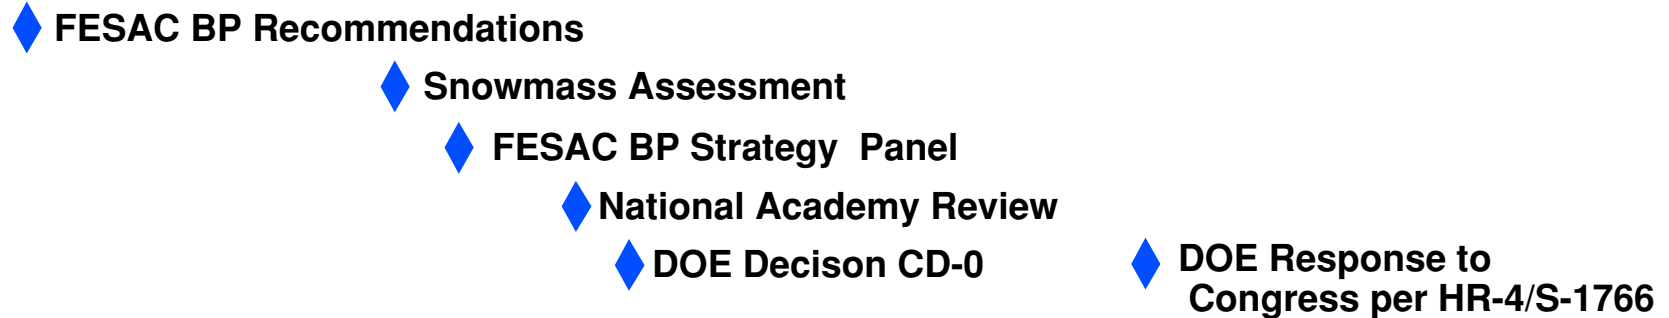 FESAC BP Recommendations
Snowmass Assessment
FESAC BP Strategy  Panel
National Academy Review
DOE Decison CD-0
DOE Response to
Congress per HR-4/S-1766